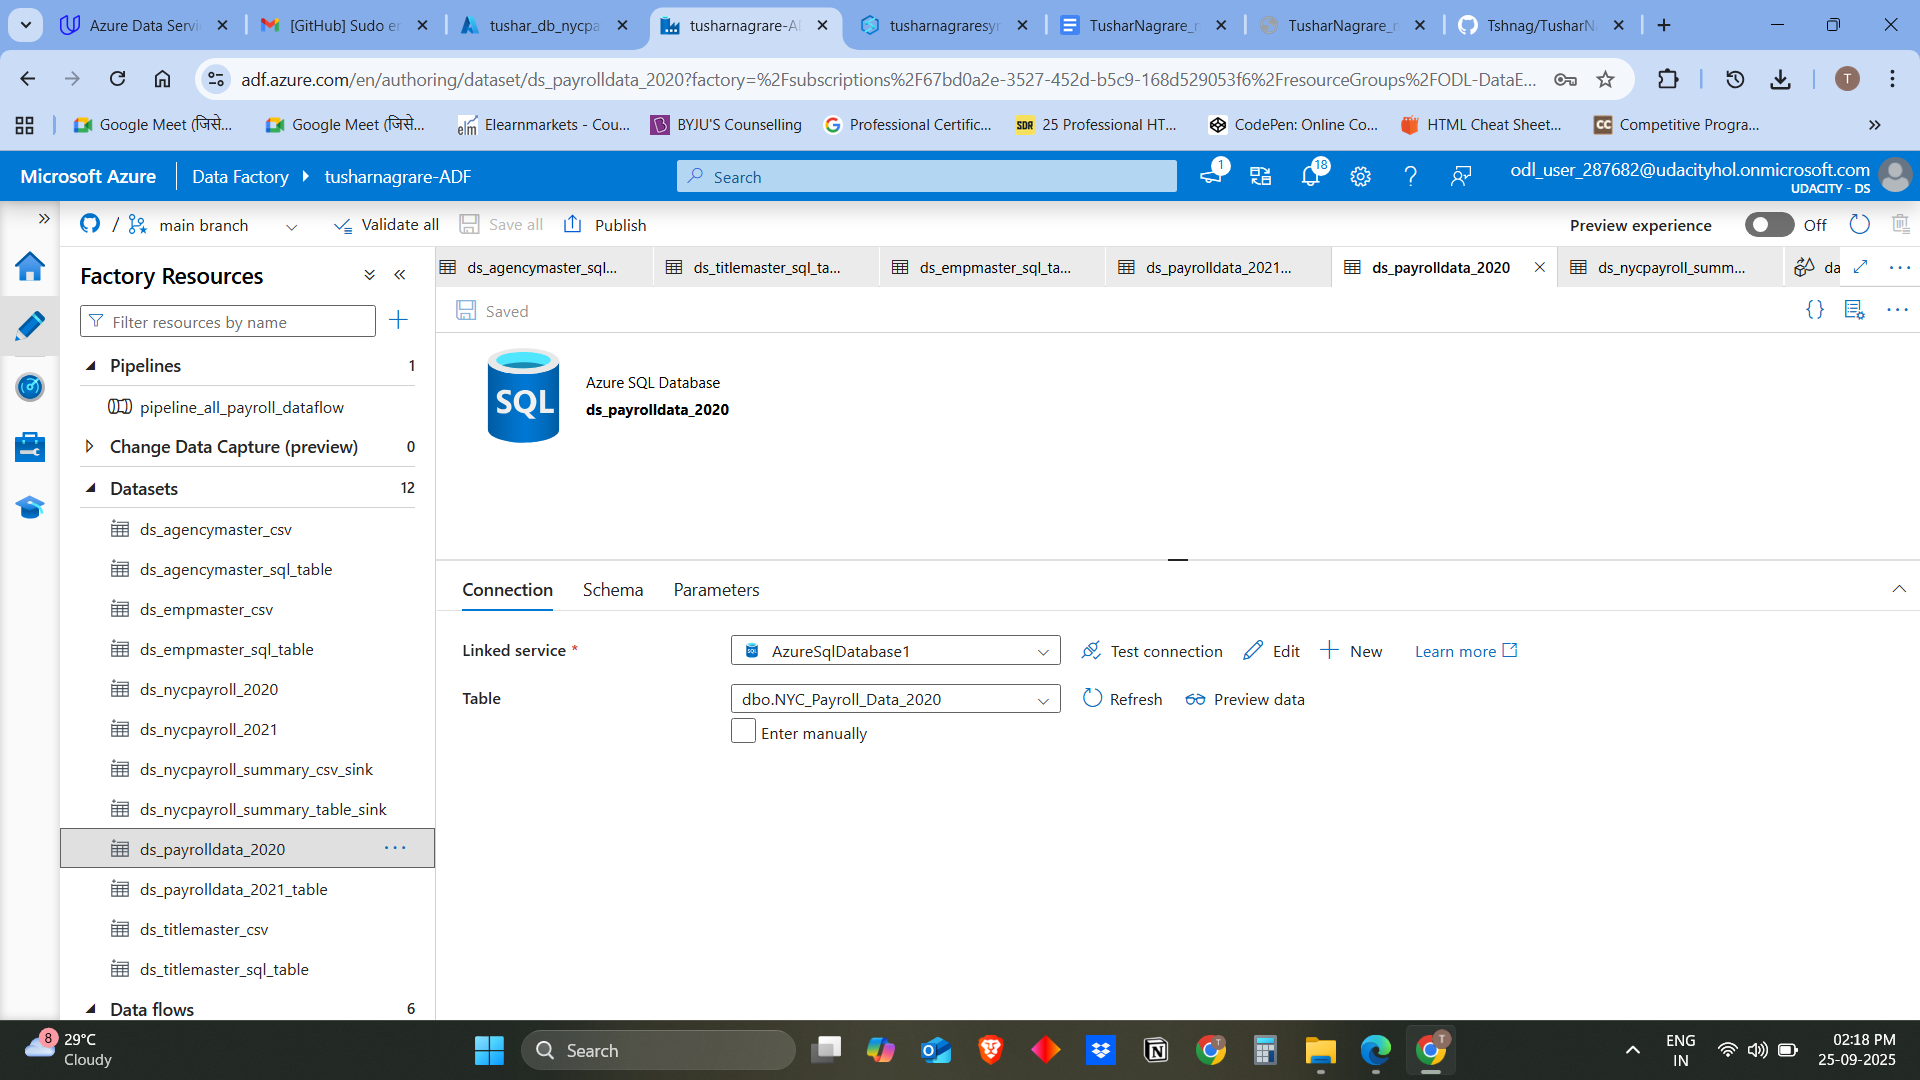 Azure Data Servi
[GitHub] Sudo er
tushar_db_nycpa
tusharnagrare-AI
tusharnagraresyn
TusharNagrare_r
TusharNagrare_r
Tshnag/TusharN
adf.azure.com/en/authoring/dataset/ds_payrolldata_2020?factory=%2Fsubscriptions%2F67bd0a2e-3527-452d-b5c9-168d529053f6%2FresourceGroups%2FODL-DataE...
T
Google Meet (जिसे...
Google Meet (जिसे...
elm Elearnmarkets - Cou...
BYJU'S Counselling
Professional Certific...
SDR 25 Professional HT...
CodePen: Online Co...
HTML Cheat Sheet...
CC Competitive Progra...
Microsoft Azure
Data Factory
tusharnagrare-ADF
Search
1
18
odl_user_287682@udacityhol.onmicrosoft.com
UDACITY - DS
/ main branch
Validate all
Save all
Publish
Preview experience
Off
Factory Resources
ds_agencymaster_sql...
ds_titlemaster_sql_ta...
ds_empmaster_sql_ta...
ds_payrolldata_2021...
ds_payrolldata_2020
ds_nycpayroll_summ...
da
Filter resources by name
Saved
Pipelines 1
pipeline_all_payroll_dataflow
Change Data Capture (preview) 0
Datasets 12
ds_agencymaster_csv
ds_agencymaster_sql_table
ds_empmaster_csv
ds_empmaster_sql_table
ds_nycpayroll_2020
ds_nycpayroll_2021
ds_nycpayroll_summary_csv_sink
ds_nycpayroll_summary_table_sink
ds_payrolldata_2020
ds_payrolldata_2021_table
ds_titlemaster_csv
ds_titlemaster_sql_table
Data flows 6
SQL
Azure SQL Database
ds_payrolldata_2020
Connection
Schema
Parameters
Linked service *
AzureSqlDatabase1
Test connection
Edit
New
Learn more
Table
dbo.NYC_Payroll_Data_2020
Refresh
Preview data
Enter manually
8
29°C
Cloudy
Search
ENG
IN
02:18 PM
25-09-2025